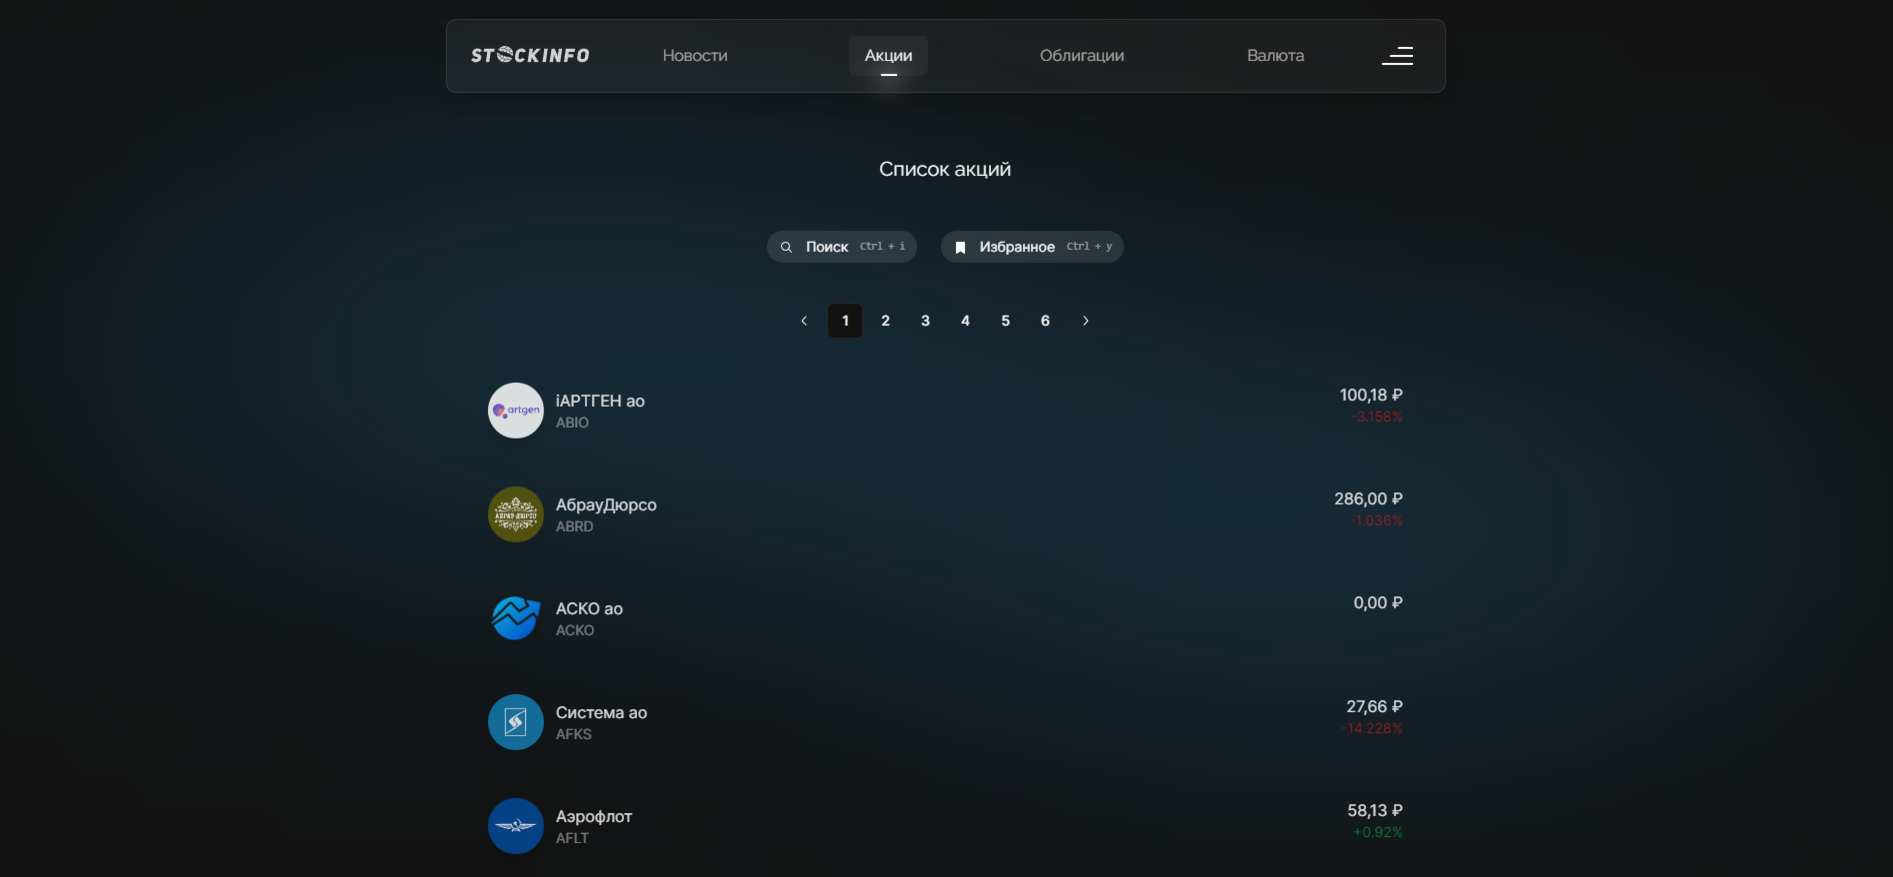 STOCKINFO Новости Акции Облигации Валюта
Список акций
Поиск Ctrl + i Избранное Ctrl + y
1 2 3 4 5 6
artgen
iАРТГЕН ао
ABIO
100,18 ₽
-3.158%
АБРАУ-ДЮРСО
АбрауДюрсо
ABRD
286,00 ₽
-1.036%
АСКО ао
ACKO
0,00 ₽
Система ао
AFKS
27,66 ₽
-14.228%
Аэрофлот
AFLT
58,13 ₽
+0.92%